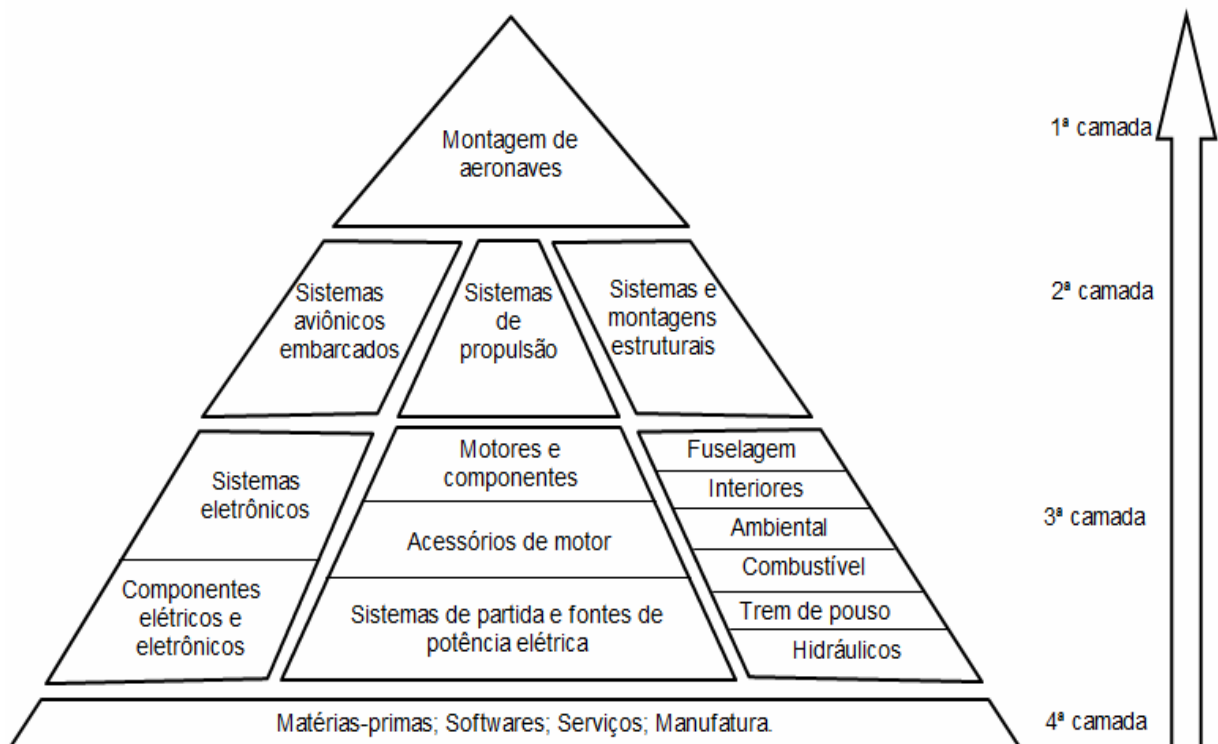 Montagem de
aeronaves
1ª camada
Sistemas
aviônicos
embarcados
Sistemas
de
propulsão
Sistemas e
montagens
estruturais
2ª camada
Sistemas
eletrônicos
Componentes
elétricos e
eletrônicos
Motores e
componentes
Acessórios de motor
Sistemas de partida e fontes de
potência elétrica
Fuselagem
Interiores
Ambiental
Combustível
Trem de pouso
Hidráulicos
3ª camada
Matérias-primas; Softwares; Serviços; Manufatura.
4ª camada